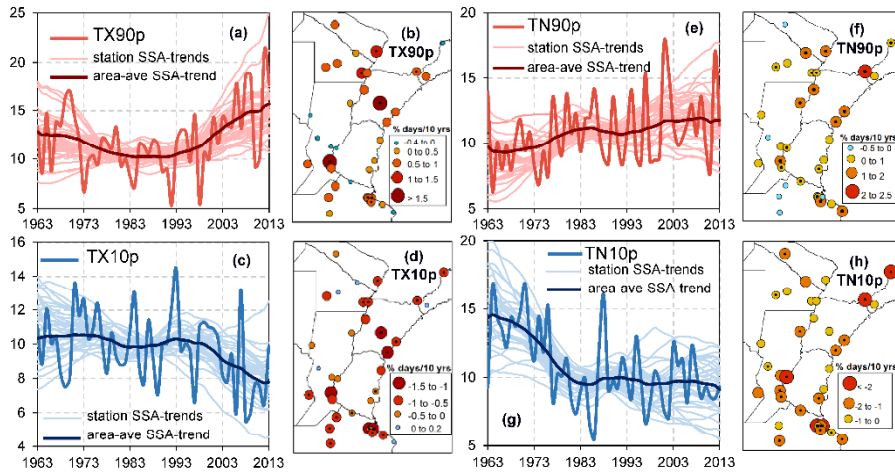 25
20
15
10
5
TX90p
(a)
station SSA-trends
area-ave SSA-trend
1963 1973 1983 1993 2003 2013
(b)
TX90p
% days/10 yrs
-0.4 to 0
0 to 0.5
0.5 to 1
1 to 1.5
> 1.5
20
15
10
5
TN90p
(e)
station SSA-trends
area-ave SSA-trend
1963 1973 1983 1993 2003 2013
(f)
TN90p
% days/10 yrs
-0.5 to 0
0 to 1
1 to 2
2 to 2.5
16
14
12
10
8
6
4
TX10p
(c)
station SSA-trends
area-ave SSA-trend
1963 1973 1983 1993 2003 2013
(d)
TX10p
% days/10 yrs
-1.5 to -1
-1 to -0.5
-0.5 to 0
0 to 0.2
20
15
10
5
TN10p
station SSA-trends
area-ave SSA-trend
(g)
1963 1973 1983 1993 2003 2013
(h)
TN10p
% days/10 yrs
< -2
-2 to -1
-1 to 0